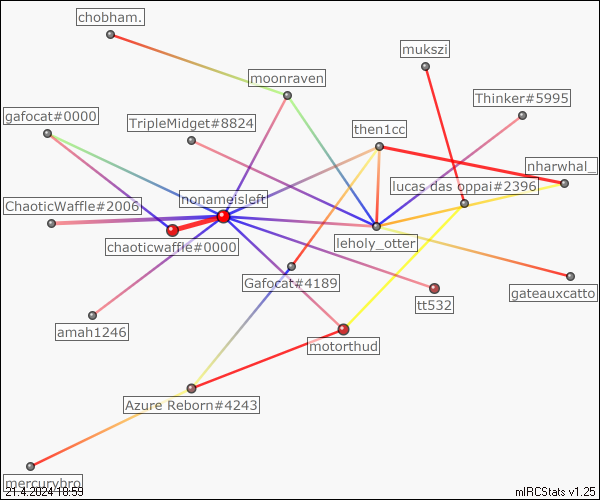 chobham.
mukszi
moonraven
Thinker#5995
gafocat#0000
TripleMidget#8824
then1cc
nharwhal_
lucas das oppai#2396
nonameisleft
ChaoticWaffle#2006
chaoticwaffle#0000
leholy_otter
Gafocat#4189
gateauxcatto
tt532
amah1246
motorthud
Azure Reborn#4243
mercurybro
21.4.2024 18:59
mIRCStats v1.25